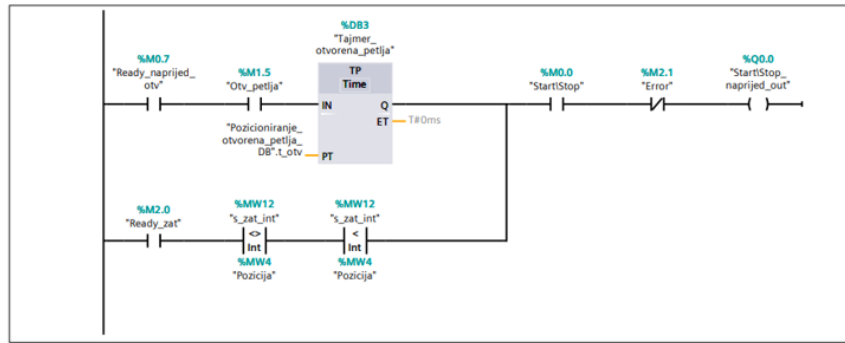 %DB3
"Tajmer_
otvorena_petlja"
%M0.7
"Ready_naprijed_
otv"
%M1.5
"Otv_petlja"
TP
Time
IN
Q
ET
T#0ms
"Pozicioniranje_
otvorena_petlja_
DB".t_otv
PT
%M0.0
"Start\Stop"
%M2.1
"Error"
%Q0.0
"Start\Stop_
naprijed_out"
%M2.0
"Ready_zat"
%MW12
"s_zat_int"
<>
Int
%MW4
"Pozicija"
%MW12
"s_zat_int"
<
Int
%MW4
"Pozicija"